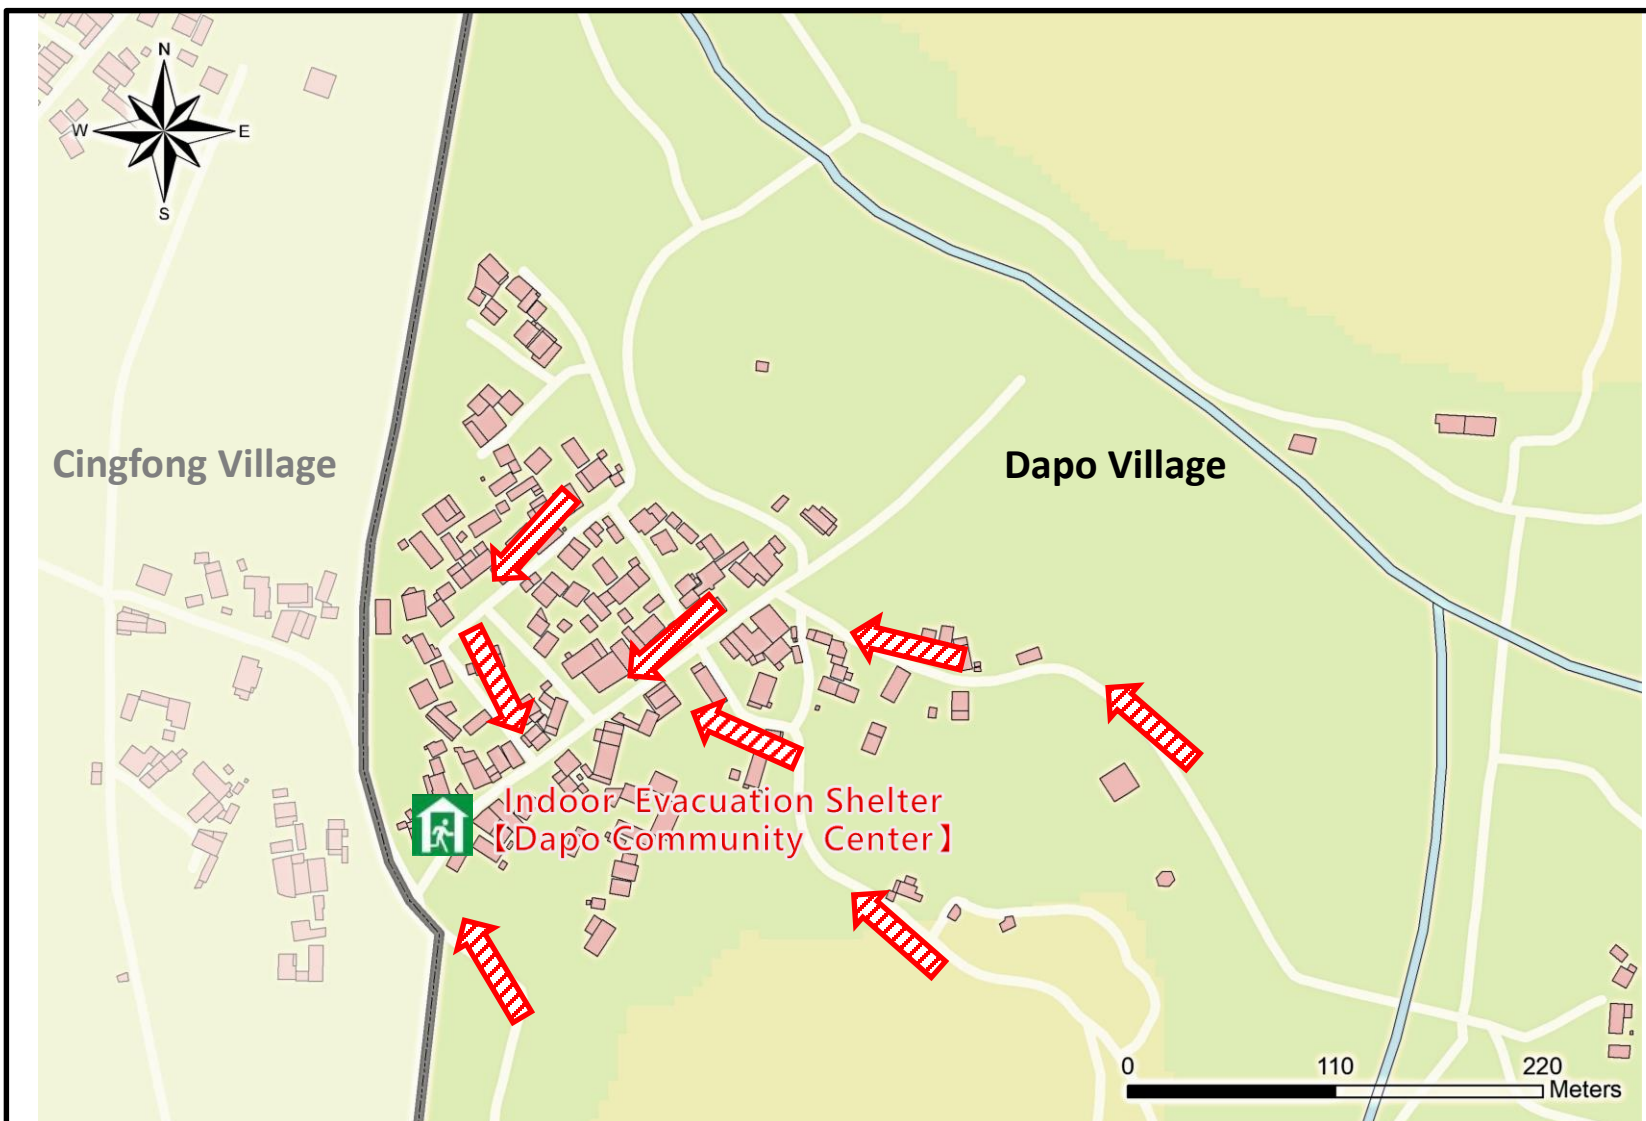 N
W E
S
Cingfong Village
Dapo Village
Indoor Evacuation Shelter
【Dapo Community Center】
0 110 220
Meters